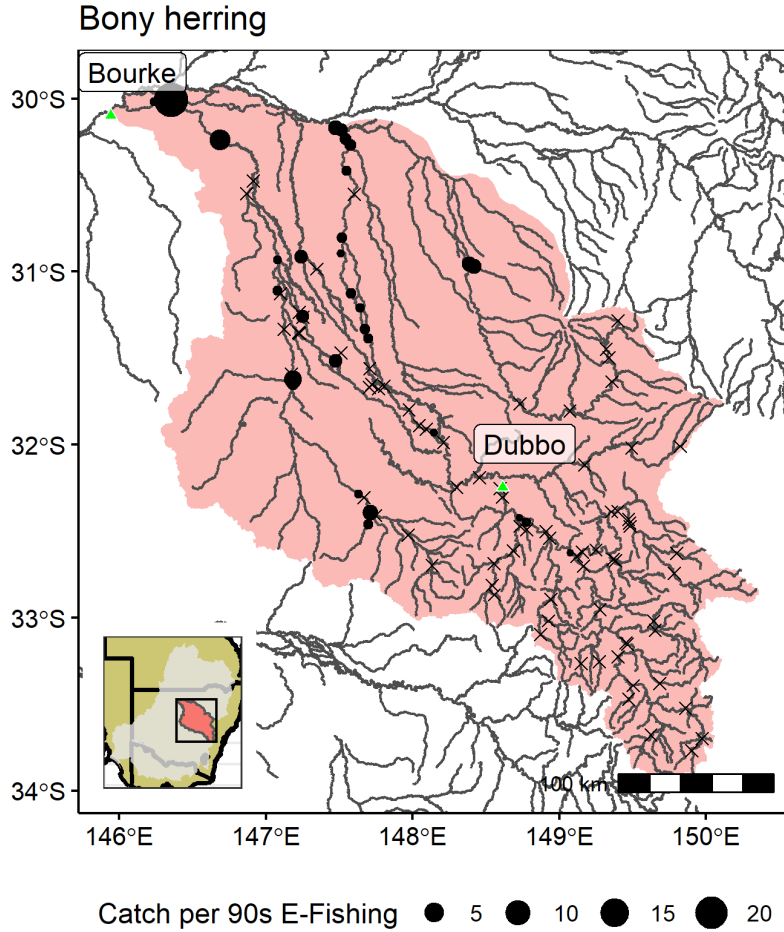 Bony herring
Bourke
30°S
31°S
32°S
Dubbo
33°S
34°S
100 km
146°E 147°E 148°E 149°E 150°E
Catch per 90s E-Fishing 5 10 15 20